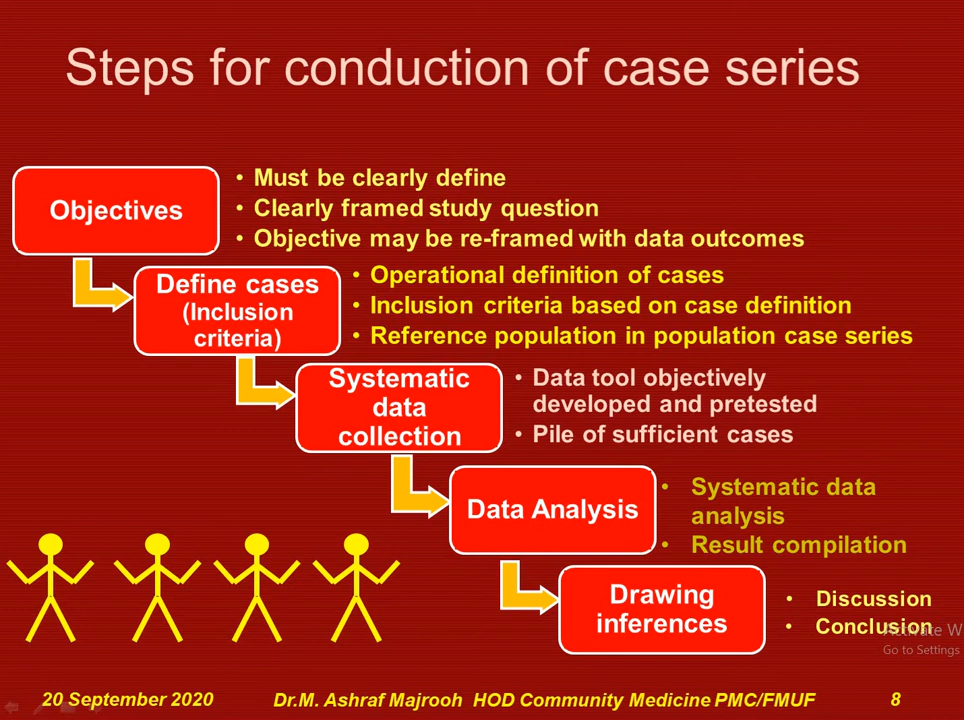 Steps for conduction of case series
Objectives
• Must be clearly define
• Clearly framed study question
• Objective may be re-framed with data outcomes
Define cases
(Inclusion
criteria)
• Operational definition of cases
• Inclusion criteria based on case definition
• Reference population in population case series
Systematic
data
collection
• Data tool objectively
developed and pretested
• Pile of sufficient cases
Data Analysis
• Systematic data
analysis
• Result compilation
Drawing
inferences
• Discussion
• Conclusion
Activate W
Go to Settings
20 September 2020
Dr.M. Ashraf Majrooh HOD Community Medicine PMC/FMUF
8